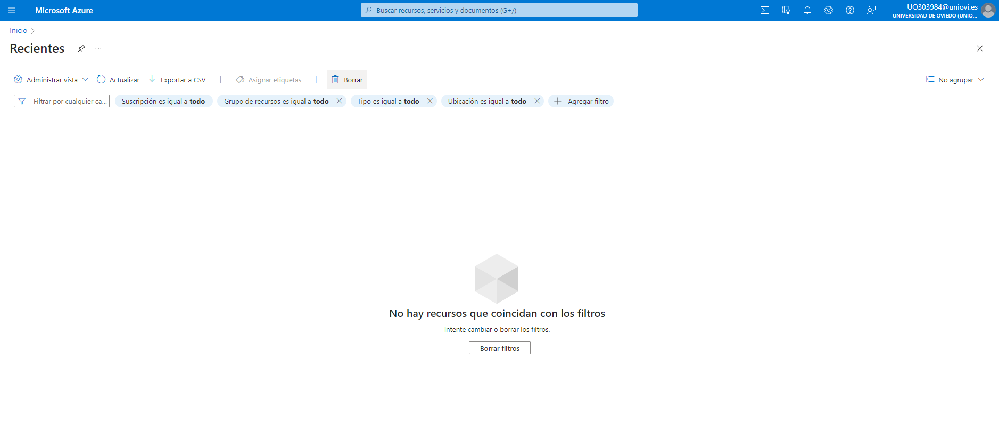 Microsoft Azure
Buscar recursos, servicios y documentos (G+/)
UO303984@uniovi.es
UNIVERSIDAD DE OVIEDO (UNIO...
Inicio
Recientes
Administrar vista
Actualizar
Exportar a CSV
Asignar etiquetas
Borrar
No agrupar
Filtrar por cualquier ca...
Suscripción es igual a todo
Grupo de recursos es igual a todo
Tipo es igual a todo
Ubicación es igual a todo
Agregar filtro
No hay recursos que coincidan con los filtros
Intente cambiar o borrar los filtros.
Borrar filtros